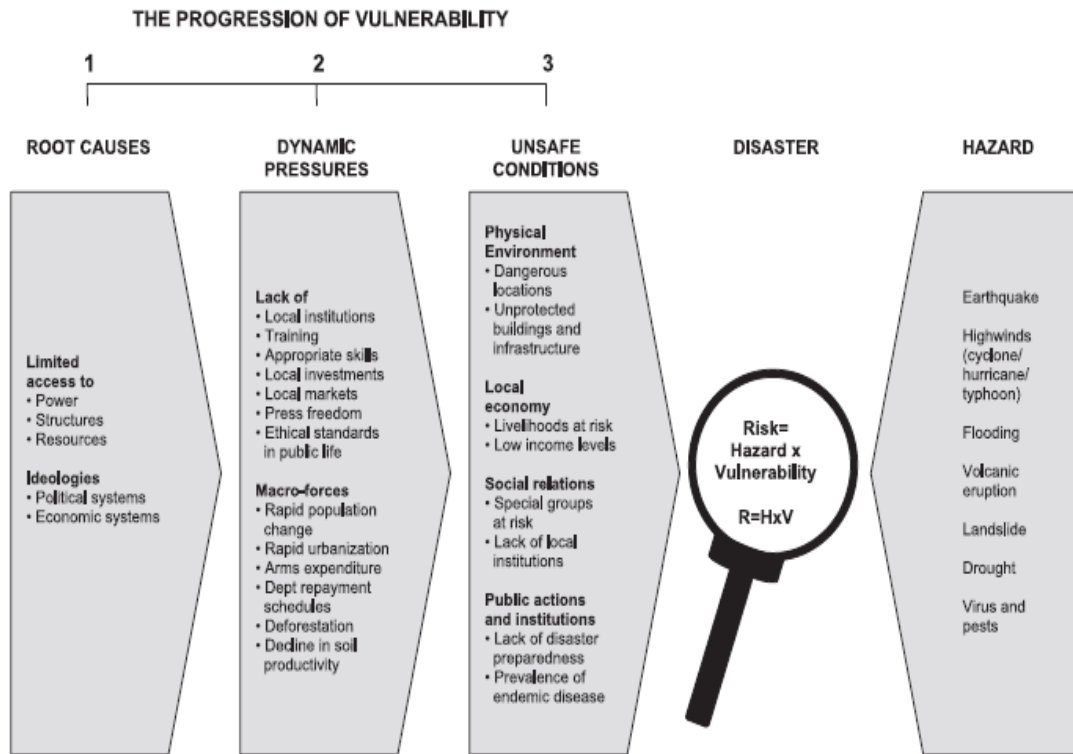 THE PROGRESSION OF VULNERABILITY
1
2
3
ROOT CAUSES
DYNAMIC
PRESSURES
UNSAFE
CONDITIONS
DISASTER
HAZARD
Limited
access to
• Power
• Structures
• Resources
Ideologies
• Political systems
• Economic systems
Lack of
• Local institutions
• Training
• Appropriate skills
• Local investments
• Local markets
• Press freedom
• Ethical standards
in public life
Macro-forces
• Rapid population
change
• Rapid urbanization
• Arms expenditure
• Dept repayment
schedules
• Deforestation
• Decline in soil
productivity
Physical
Environment
• Dangerous
locations
• Unprotected
buildings and
infrastructure
Local
economy
• Livelihoods at risk
• Low income levels
Social relations
• Special groups
at risk
• Lack of local
institutions
Public actions
and institutions
• Lack of disaster
preparedness
• Prevalence of
endemic disease
Risk=
Hazard x
Vulnerability
R=HxV
Earthquake
Highwinds
(cyclone/
hurricane/
typhoon)
Flooding
Volcanic
eruption
Landslide
Drought
Virus and
pests